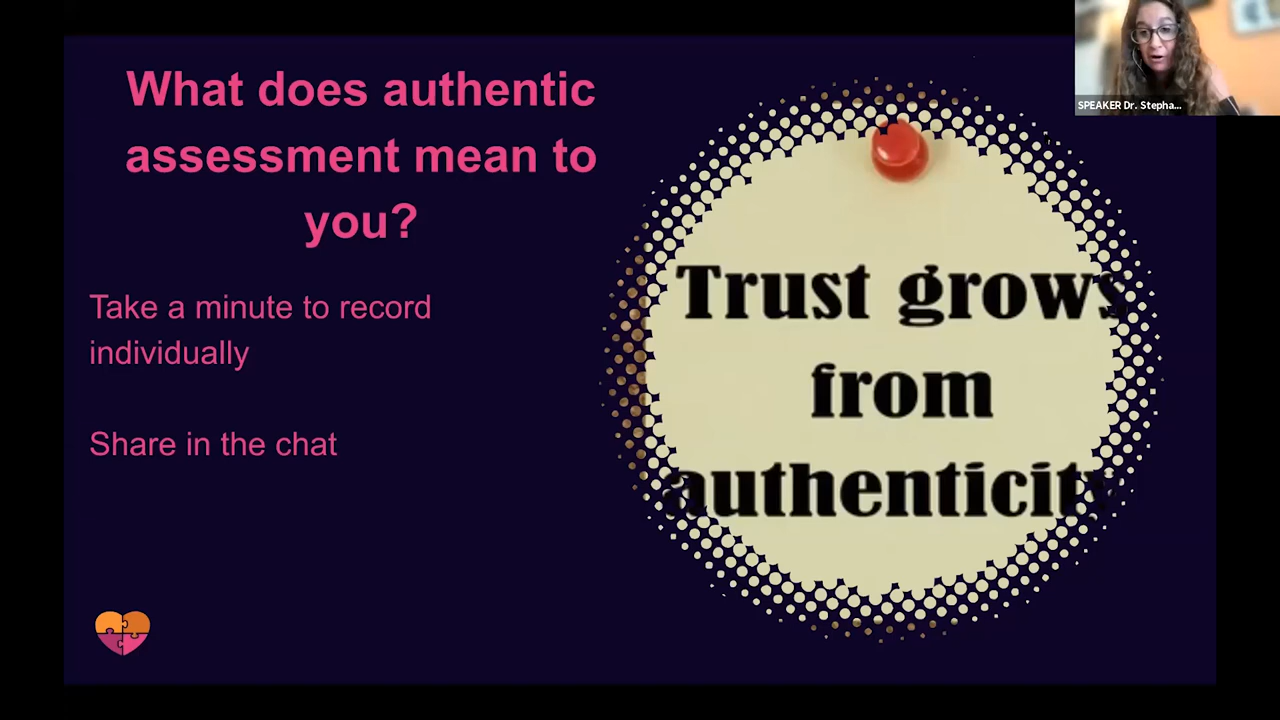 What does authentic
assessment mean to
you?
Take a minute to record
individually
Share in the chat
Trust grows
from
authenticity
SPEAKER Dr. Stepha...